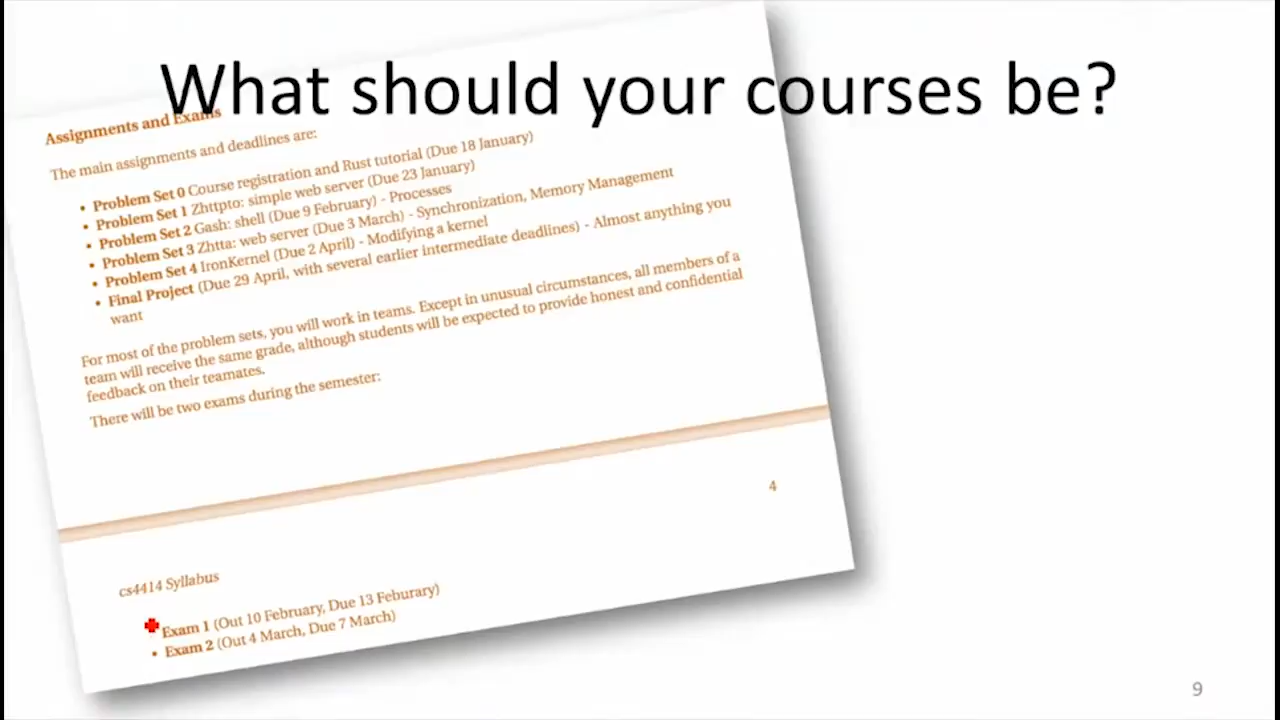 What should your courses be?
Assignments and Exams
The main assignments and deadlines are:
• Problem Set 0 Course registration and Rust tutorial (Due 18 January)
• Problem Set 1 Zhttpto: simple web server (Due 23 January)
• Problem Set 2 Gash: shell (Due 9 February) - Processes
• Problem Set 3 Zhtta: web server (Due 3 March) - Synchronization, Memory Management
• Problem Set 4 IronKernel (Due 2 April) - Modifying a kernel
• Final Project (Due 29 April, with several earlier intermediate deadlines) - Almost anything you
want
For most of the problem sets, you will work in teams. Except in unusual circumstances, all members of a
team will receive the same grade, although students will be expected to provide honest and confidential
feedback on their teamates.
There will be two exams during the semester:
4
cs4414 Syllabus
Exam 1 (Out 10 February, Due 13 Feburary)
• Exam 2 (Out 4 March, Due 7 March)
9